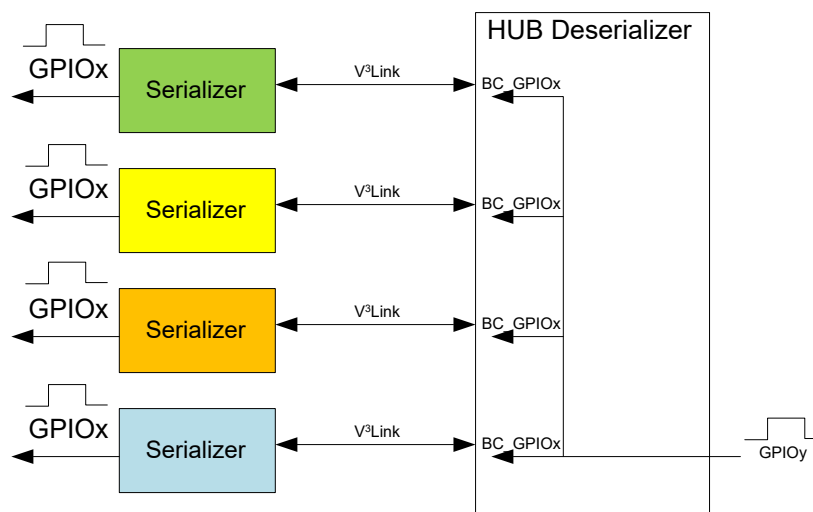 HUB Deserializer
GPIOx
Serializer
V³Link
BC_GPIOx
GPIOx
Serializer
V³Link
BC_GPIOx
GPIOx
Serializer
V³Link
BC_GPIOx
GPIOx
Serializer
V³Link
BC_GPIOx
GPIOy